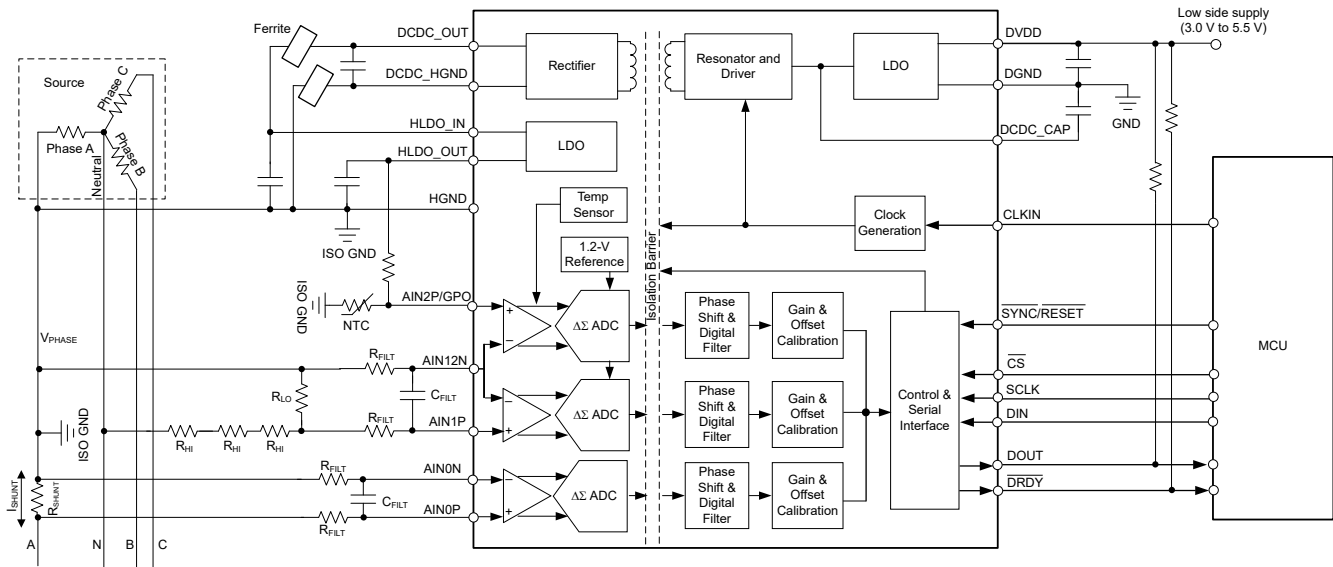 Low side supply
(3.0 V to 5.5 V)
Ferrite
DCDC_OUT
DVDD
Source
Phase C
Rectifier
Resonator and
Driver
LDO
DCDC_HGND
DGND
GND
Phase A
Phase B
Neutral
HLDO_IN
LDO
DCDC_CAP
HLDO_OUT
HGND
Temp
Sensor
Clock
Generation
CLKIN
ISO GND
1.2-V
Reference
Isolation Barrier
ISO GND
NTC
AIN2P/GPO
+
−
ΔΣ ADC
Phase
Shift &
Digital
Filter
Gain &
Offset
Calibration
SYNC/RESET
MCU
VPHASE
RFILT
AIN12N
CS
RLO
CFILT
−
+
ΔΣ ADC
Phase
Shift &
Digital
Filter
Gain &
Offset
Calibration
Control &
Serial
Interface
SCLK
DIN
ISO GND
RHI
RHI
RHI
RFILT
AIN1P
DOUT
ISHUNT
RSHUNT
RFILT
AIN0N
CFILT
−
+
ΔΣ ADC
Phase
Shift &
Digital
Filter
Gain &
Offset
Calibration
DRDY
RFILT
AIN0P
A
N
B
C